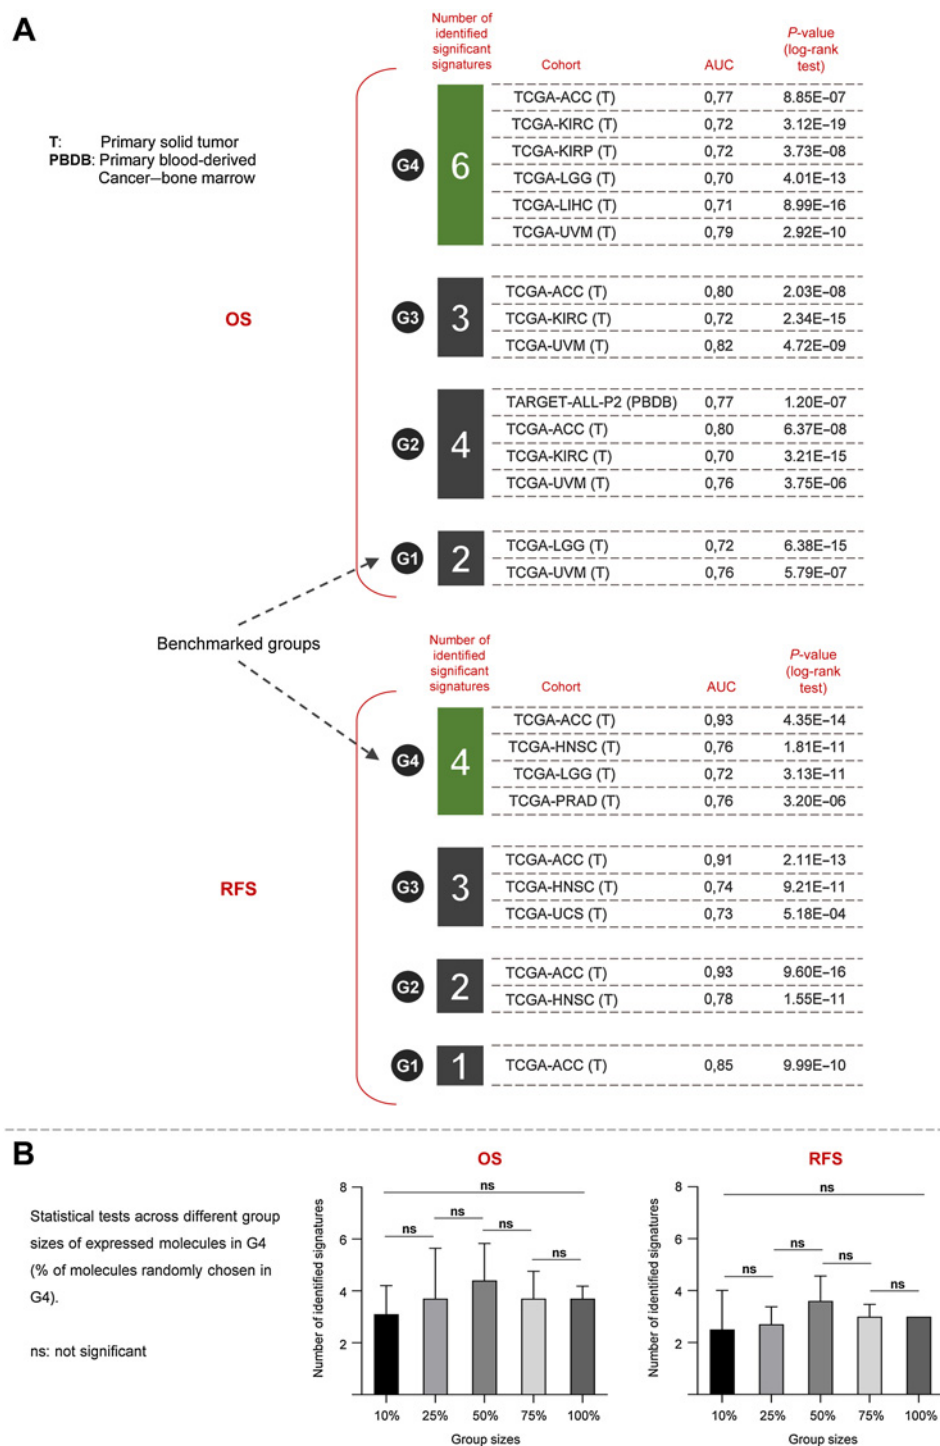 A
Number of
identified
significant
signatures
Cohort
AUC
P-value
(log-rank
test)
T: Primary solid tumor
PBDB: Primary blood-derived
Cancer–bone marrow
OS
G4
6
TCGA-ACC (T) 0,77 8.85E–07
TCGA-KIRC (T) 0,72 3.12E–19
TCGA-KIRP (T) 0,72 3.73E–08
TCGA-LGG (T) 0,70 4.01E–13
TCGA-LIHC (T) 0,71 8.99E–16
TCGA-UVM (T) 0,79 2.92E–10
G3
3
TCGA-ACC (T) 0,80 2.03E–08
TCGA-KIRC (T) 0,72 2.34E–15
TCGA-UVM (T) 0,82 4.72E–09
G2
4
TARGET-ALL-P2 (PBDB) 0,77 1.20E–07
TCGA-ACC (T) 0,80 6.37E–08
TCGA-KIRC (T) 0,70 3.21E–15
TCGA-UVM (T) 0,76 3.75E–06
G1
2
TCGA-LGG (T) 0,72 6.38E–15
TCGA-UVM (T) 0,76 5.79E–07
Benchmarked groups
Number of
identified
significant
signatures
Cohort
AUC
P-value
(log-rank
test)
RFS
G4
4
TCGA-ACC (T) 0,93 4.35E–14
TCGA-HNSC (T) 0,76 1.81E–11
TCGA-LGG (T) 0,72 3.13E–11
TCGA-PRAD (T) 0,76 3.20E–06
G3
3
TCGA-ACC (T) 0,91 2.11E–13
TCGA-HNSC (T) 0,74 9.21E–11
TCGA-UCS (T) 0,73 5.18E–04
G2
2
TCGA-ACC (T) 0,93 9.60E–16
TCGA-HNSC (T) 0,78 1.55E–11
G1
1
TCGA-ACC (T) 0,85 9.99E–10
B
Statistical tests across different group
sizes of expressed molecules in G4
(% of molecules randomly chosen in
G4).
ns: not significant
OS
Number of identified signatures
8
6
4
2
ns
ns
ns
ns
ns
10% 25% 50% 75% 100%
Group sizes
RFS
Number of identified signatures
8
6
4
2
ns
ns
ns
ns
ns
10% 25% 50% 75% 100%
Group sizes